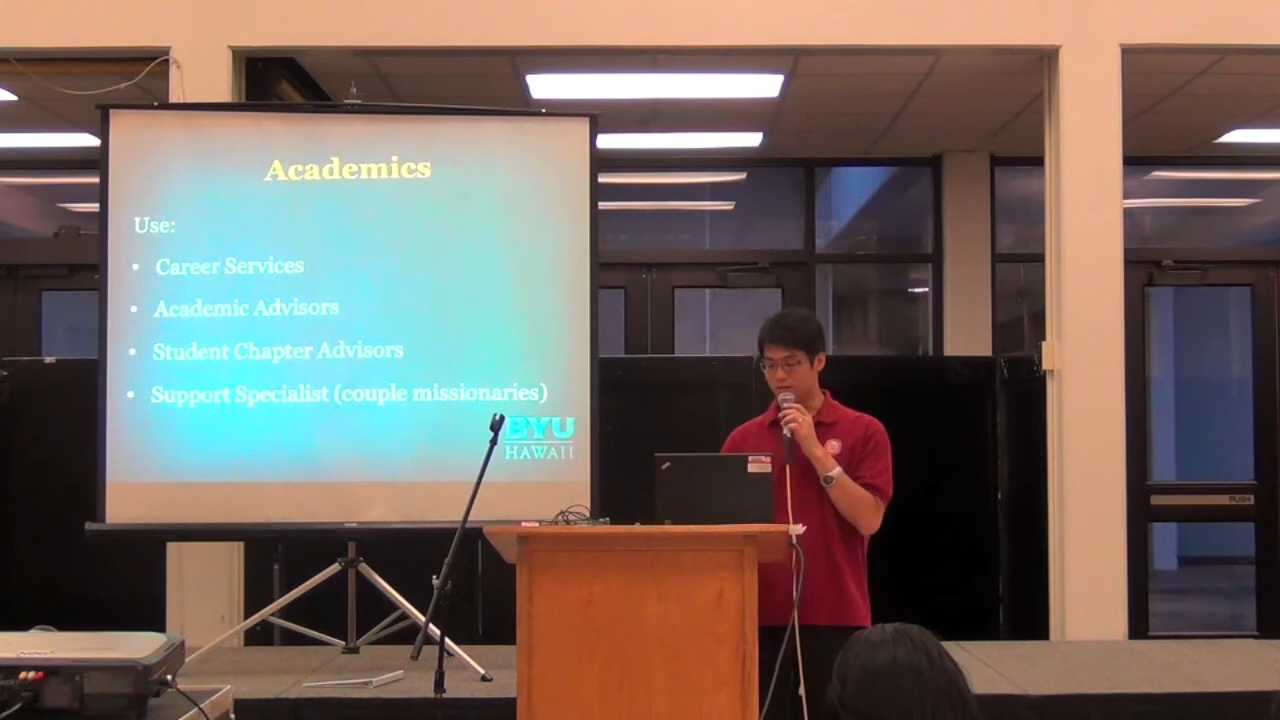 Academics
Use:
• Career Services
• Academic Advisors
• Student Chapter Advisors
• Support Specialist (couple missionaries)
BYU
HAWAII
PUSH